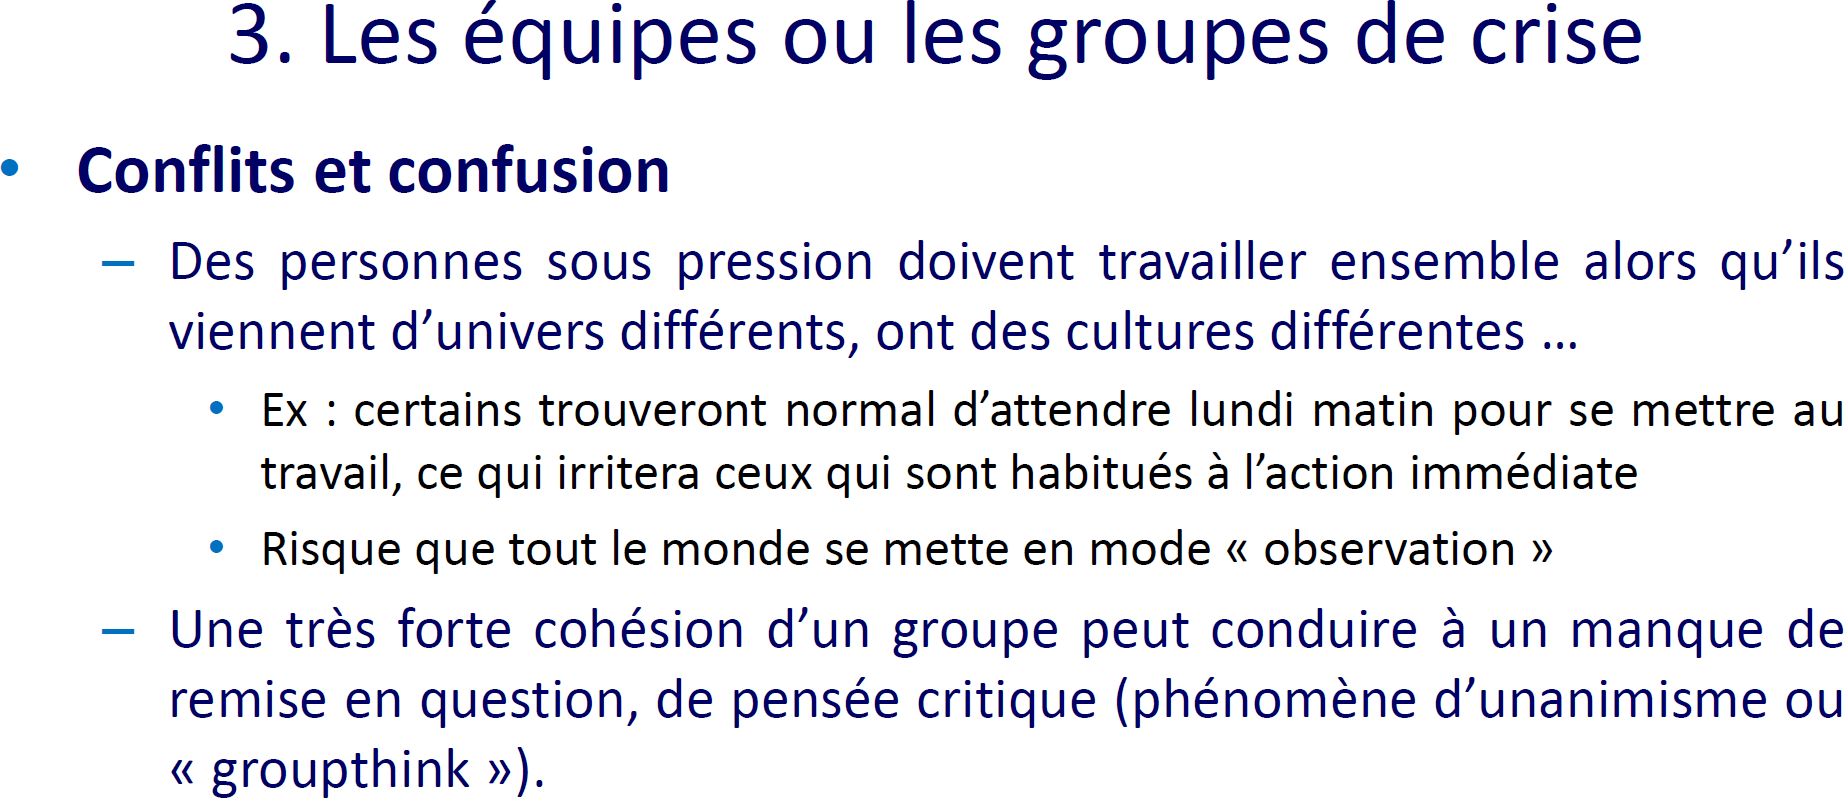 3. Les équipes ou les groupes de crise
• Conflits et confusion
– Des personnes sous pression doivent travailler ensemble alors qu’ils
viennent d’univers différents, ont des cultures différentes …
• Ex : certains trouveront normal d’attendre lundi matin pour se mettre au
travail, ce qui irritera ceux qui sont habitués à l’action immédiate
• Risque que tout le monde se mette en mode « observation »
– Une très forte cohésion d’un groupe peut conduire à un manque de
remise en question, de pensée critique (phénomène d’unanimisme ou
« groupthink »).